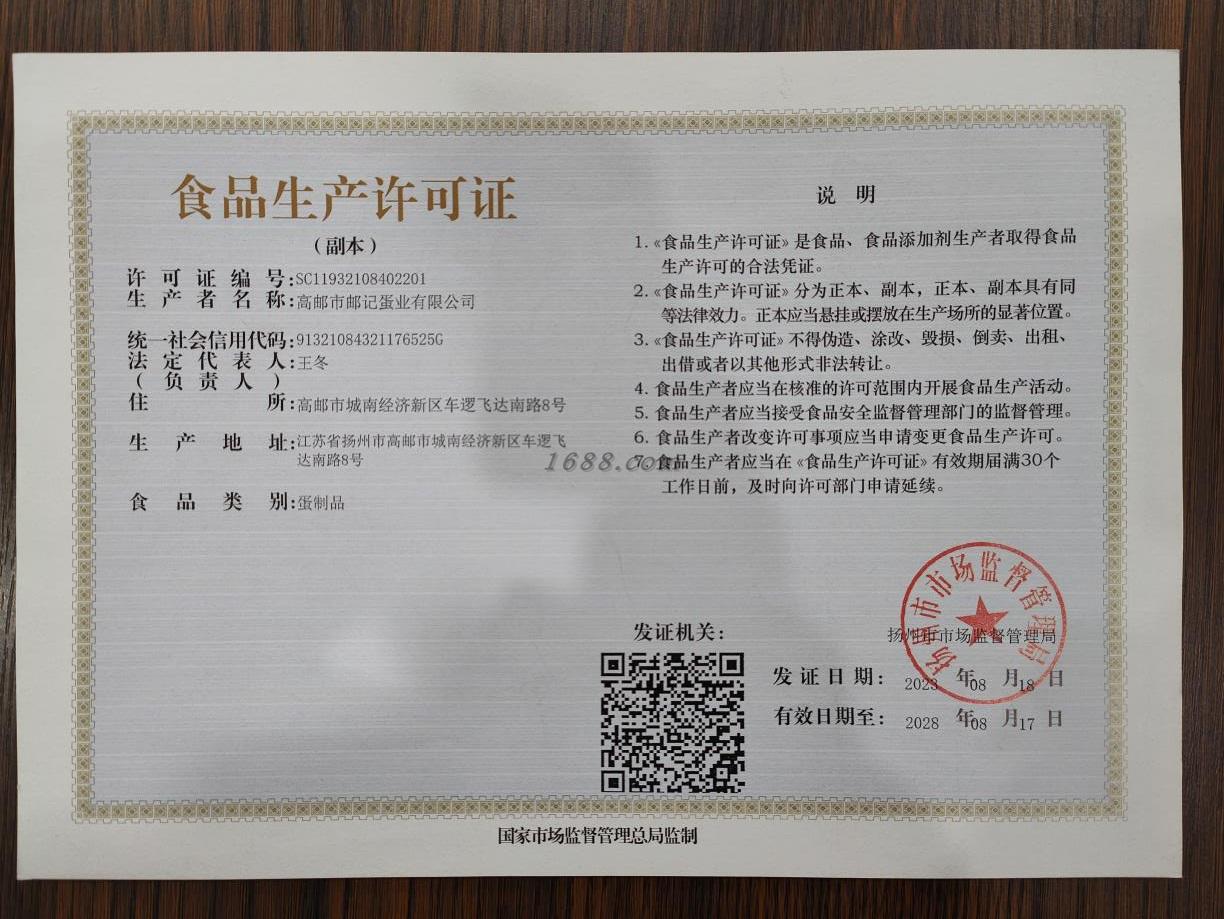 食品生产许可证
（副本）
许可证编号:SC11932108402201
生产者名称:高邮市邮记蛋业有限公司
统一社会信用代码:91321084321176525G
法定代表人:王冬
（负责人）
住所:高邮市城南经济新区车逻飞达南路8号
生产地址:江苏省扬州市高邮市城南经济新区车逻飞
达南路8号
食品类别:蛋制品
说 明
1.《食品生产许可证》是食品、食品添加剂生产者取得食品
生产许可的合法凭证。
2.《食品生产许可证》分为正本、副本，正本、副本具有同
等法律效力。正本应当悬挂或摆放在生产场所的显著位置。
3.《食品生产许可证》不得伪造、涂改、毁损、倒卖、出租、
出借或者以其他形式非法转让。
4. 食品生产者应当在核准的许可范围内开展食品生产活动。
5. 食品生产者应当接受食品安全监督管理部门的监督管理。
6. 食品生产者改变许可事项应当申请变更食品生产许可。
7. 食品生产者应当在《食品生产许可证》有效期届满30个
工作日前，及时向许可部门申请延续。
1688.com
发证机关：
扬州市市场监督管理局
扬州市市场监督管理局
发证日期： 2023 年 08 月 18 日
有效日期至： 2028 年 08 月 17 日
国家市场监督管理总局监制